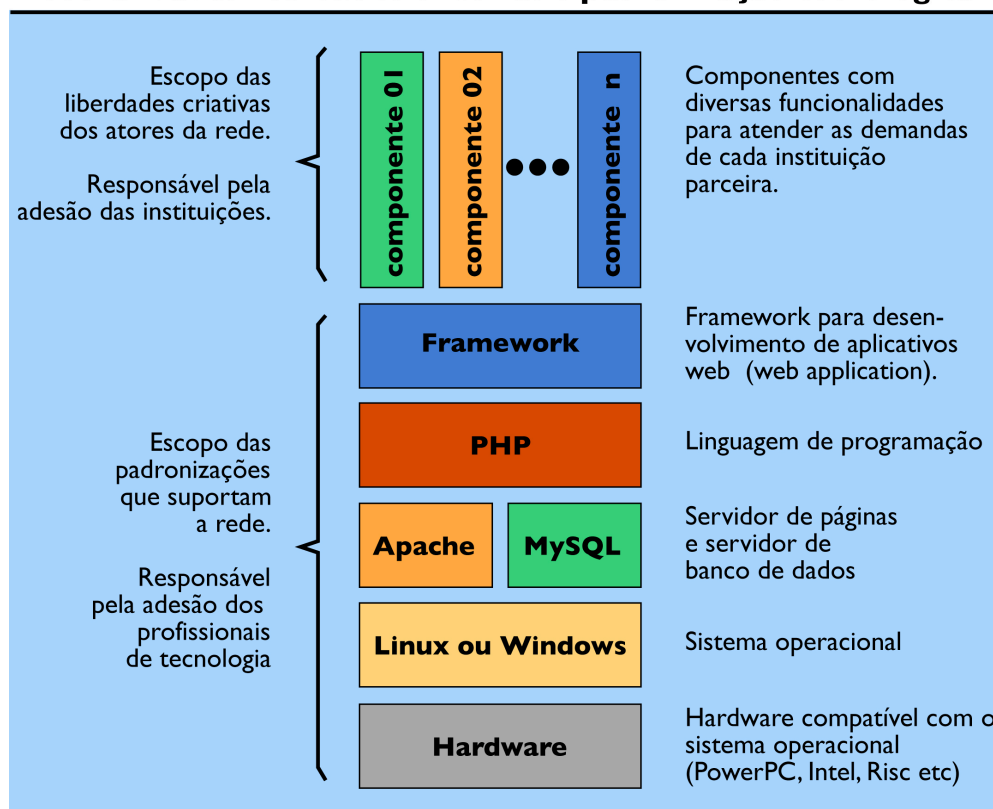 Escopo das
liberdades criativas
dos atores da rede.
Responsável pela
adesão das instituições.
componente 01
componente 02
componente n
Componentes com
diversas funcionalidades
para atender as demandas
de cada instituição
parceira.
Escopo das
padronizações
que suportam
a rede.
Responsável
pela adesão dos
profissionais
de tecnologia
Framework
Framework para desen-
volvimento de aplicativos
web (web application).
PHP
Linguagem de programação
Apache
MySQL
Servidor de páginas
e servidor de
banco de dados
Linux ou Windows
Sistema operacional
Hardware
Hardware compatível com o
sistema operacional
(PowerPC, Intel, Risc etc)